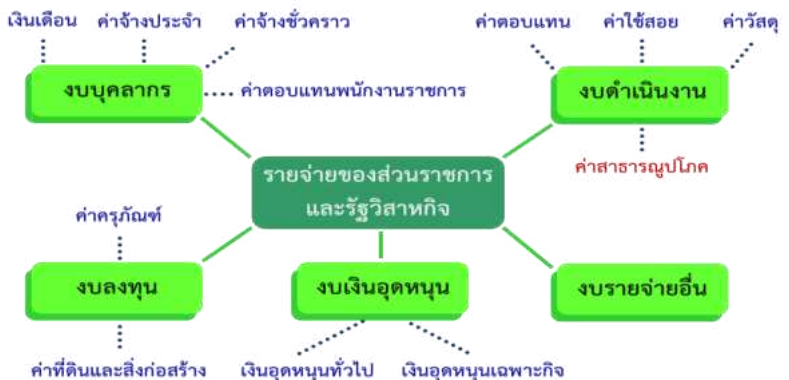 เงินเดือน ค่าจ้างประจำ ค่าจ้างชั่วคราว ค่าตอบแทน ค่าใช้สอย ค่าวัสดุ
งบบุคลากร ค่าตอบแทนพนักงานราชการ งบดำเนินงาน
รายจ่ายของส่วนราชการ
และรัฐวิสาหกิจ
ค่าสาธารณูปโภค
ค่าครุภัณฑ์
งบลงทุน งบเงินอุดหนุน งบรายจ่ายอื่น
ค่าที่ดินและสิ่งก่อสร้าง เงินอุดหนุนทั่วไป เงินอุดหนุนเฉพาะกิจ